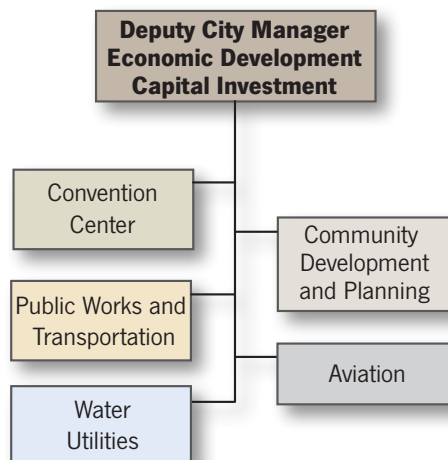 Deputy City Manager
Economic Development
Capital Investment
Convention
Center
Community
Development
and Planning
Public Works and
Transportation
Aviation
Water
Utilities